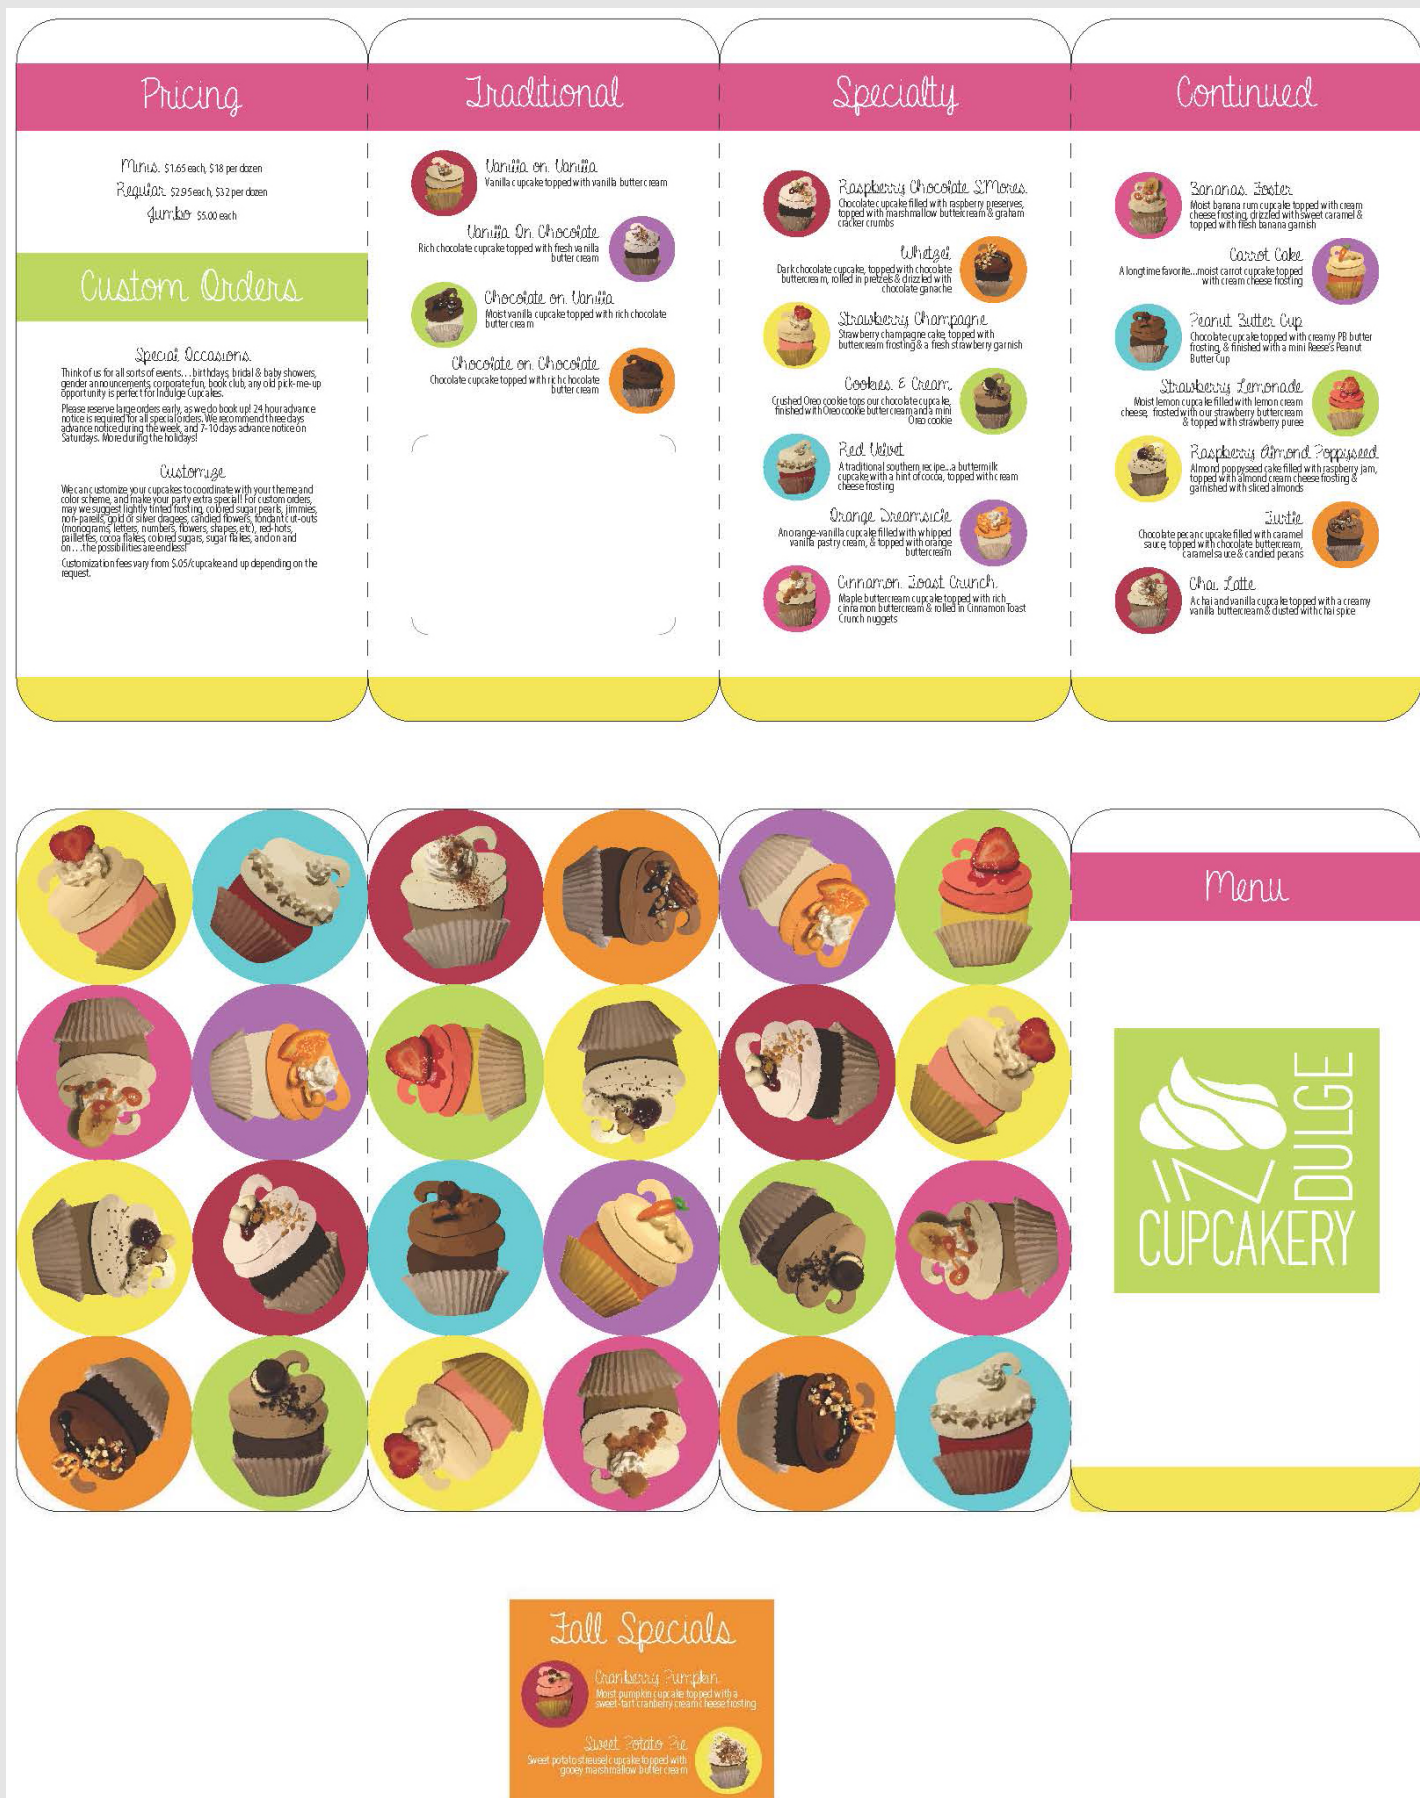 Pricing
Minis $1.65 each, $18 per dozen
Regular $2.95 each, $32 per dozen
Jumbo $5.00 each
Custom Orders
Special Occasions
Think of us for all sorts of events...birthdays, bridal & baby showers,
gender announcements, corporate fun, book club, any old pick-me-up
opportunity is perfect for Indulge Cupcakes.
Please reserve large orders early, as we do book up! 24 hour advance
notice is required for all special orders. We recommend three days
advance notice during the week, and 7-10 days advance notice on
Saturdays. More during the holidays!
Customize
We can customize your cupcakes to coordinate with your theme and
color scheme, and make your party extra special! For custom orders,
may we suggest lightly tinted frosting, colored sugar pearls, jimmies,
non-pareils, gold or silver dragees, candied flowers, fondant cut-outs
(monograms, letters, numbers, flowers, shapes, etc), red-hots,
paillettes, cocoa flakes, colored sugars, sugar flakes, and on and
on...the possibilities are endless!
Customization fees vary from $.05/cupcake and up depending on the
request.
Traditional
Vanilla on Vanilla
Vanilla cupcake topped with vanilla buttercream
Vanilla On Chocolate
Rich chocolate cupcake topped with fresh vanilla
butter cream
Chocolate on Vanilla
Moist vanilla cupcake topped with rich chocolate
butter cream
Chocolate on Chocolate
Chocolate cupcake topped with rich chocolate
butter cream
Specialty
Raspberry Chocolate S'Mores
Chocolate cupcake filled with raspberry preserves,
topped with marshmallow buttercream & graham
cracker crumbs
Whetzel
Dark chocolate cupcake, topped with chocolate
buttercream, rolled in pretzels & drizzled with
chocolate ganache
Strawberry Champagne
Strawberry champagne cake, topped with
buttercream frosting & a fresh strawberry garnish
Cookies & Cream
Crushed Oreo cookie tops our chocolate cupcake,
finished with Oreo cookie buttercream and a mini
Oreo cookie
Red Velvet
A traditional southern recipe...a buttermilk
cupcake with a hint of cocoa, topped with cream
cheese frosting
Orange Dreamsicle
An orange-vanilla cupcake filled with whipped
vanilla pastry cream, & topped with orange
buttercream
Cinnamon Toast Crunch
Maple buttercream cupcake topped with rich
cinnamon buttercream & rolled in Cinnamon Toast
Crunch nuggets
Continued
Bananas Foster
Moist banana rum cupcake topped with cream
cheese frosting, drizzled with sweet caramel &
topped with fresh banana garnish
Carrot Cake
A longtime favorite...moist carrot cupcake topped
with cream cheese frosting
Peanut Butter Cup
Chocolate cupcake topped with creamy PB butter
frosting, & finished with a mini Reese's Peanut
Butter Cup
Strawberry Lemonade
Moist lemon cupcake filled with lemon cream
cheese, frosted with our strawberry buttercream
& topped with strawberry puree
Raspberry Almond Poppyseed
Almond poppyseed cake filled with raspberry jam,
topped with almond cream cheese frosting &
garnished with sliced almonds
Turtle
Chocolate pecan cupcake filled with caramel
sauce, topped with chocolate buttercream,
caramel sauce & candied pecans
Chai Latte
A chai and vanilla cupcake topped with a creamy
vanilla buttercream & dusted with chai spice
Menu
IN
DULGE
CUPCAKERY
Fall Specials
Cranberry Pumpkin
Moist pumpkin cupcake topped with a
sweet-tart cranberry cream cheese frosting
Sweet Potato Pie
Sweet potato streusel cupcake topped with
gooey marshmallow butter cream